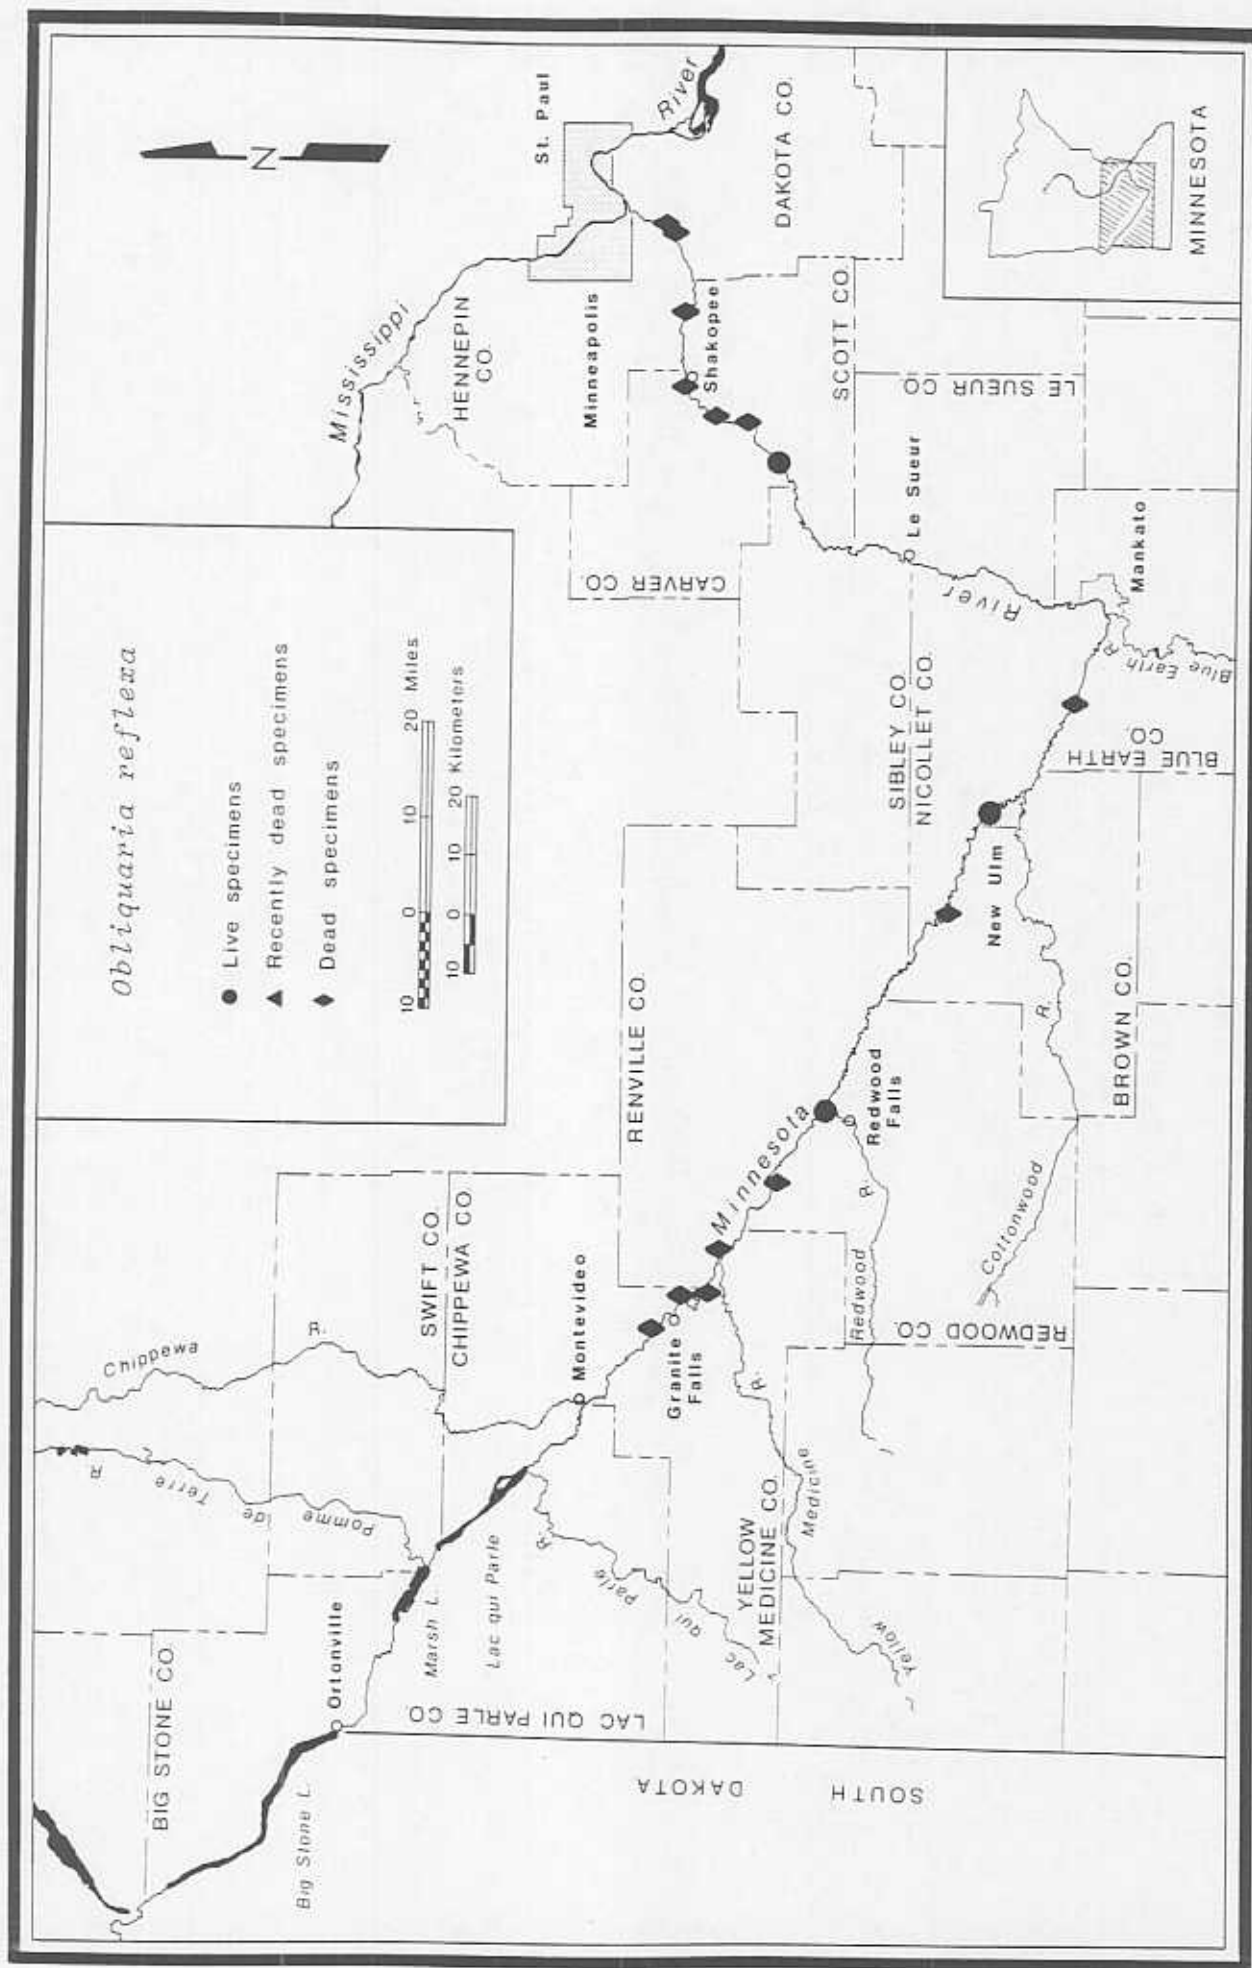 Obliquaria reflexa
Live specimens
Recently dead specimens
Dead specimens
10 0 10 20 Miles
10 0 10 20 Kilometers
N
BIG STONE CO.
Big Stone L.
Ortonville
Marsh L.
Lac qui Parle
LAC QUI PARLE CO.
SOUTH
DAKOTA
Pomme de Terre R.
Chippewa R.
SWIFT CO.
CHIPPEWA CO.
Montevideo
Granite
Falls
Lac qui Parle R.
YELLOW
MEDICINE CO.
Yellow Medicine R.
Minnesota River
RENVILLE CO.
Redwood
Falls
Redwood R.
REDWOOD CO.
Cottonwood R.
BROWN CO.
New Ulm
SIBLEY CO.
NICOLLET CO.
BLUE EARTH
CO.
Blue Earth R.
Mankato
Le Sueur
LE SUEUR CO.
SCOTT CO.
CARVER CO.
Shakopee
HENNEPIN
CO.
Minneapolis
St. Paul
Mississippi River
DAKOTA CO.
MINNESOTA